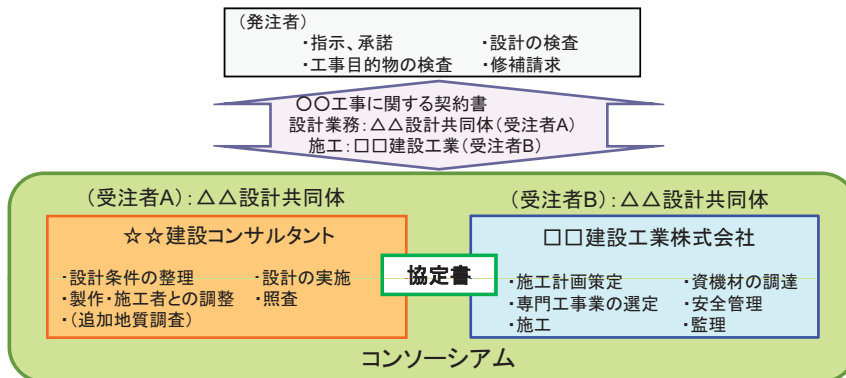 (発注者)
・指示、承諾 ・設計の検査
・工事目的物の検査 ・修補請求
〇〇工事に関する契約書
設計業務:△△設計共同体(受注者A)
施工:□□建設工業(受注者B)
(受注者A):△△設計共同体 (受注者B):△△設計共同体
☆☆建設コンサルタント
・設計条件の整理 ・設計の実施
・製作・施工者との調整 ・照査
・(追加地質調査)
協定書
□□建設工業株式会社
・施工計画策定 ・資機材の調達
・専門工事業の選定 ・安全管理
・施工 ・監理
コンソーシアム